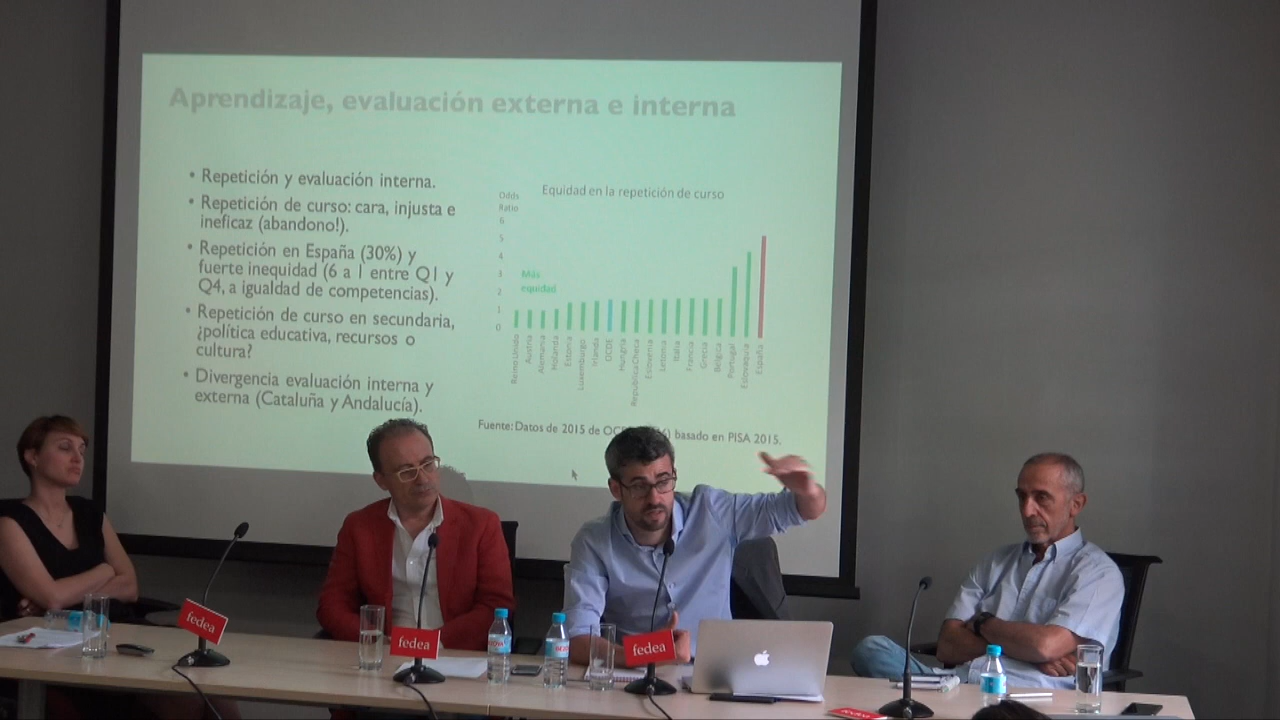 Aprendizaje, evaluación externa e interna
• Repetición y evaluación interna.
• Repetición de curso: cara, injusta e
ineficaz (abandono!).
• Repetición en España (30%) y
fuerte inequidad (6 a 1 entre Q1 y
Q4, a igualdad de competencias).
• Repetición de curso en secundaria,
¿política educativa, recursos o
cultura?
• Divergencia evaluación interna y
externa (Cataluña y Andalucía).
Equidad en la repetición de curso
Odds
Ratio
6
5
4
3
2
1
0
Más
equidad
Reino Unido
Austria
Alemania
Holanda
Estonia
Luxemburgo
Irlanda
OCDE
Hungría
República Checa
Eslovenia
Letonia
Italia
Francia
Grecia
Bélgica
Portugal
Eslovaquia
España
Fuente: Datos de 2015 de basado en PISA 2015.
fedea
fedea
fedea
fedea